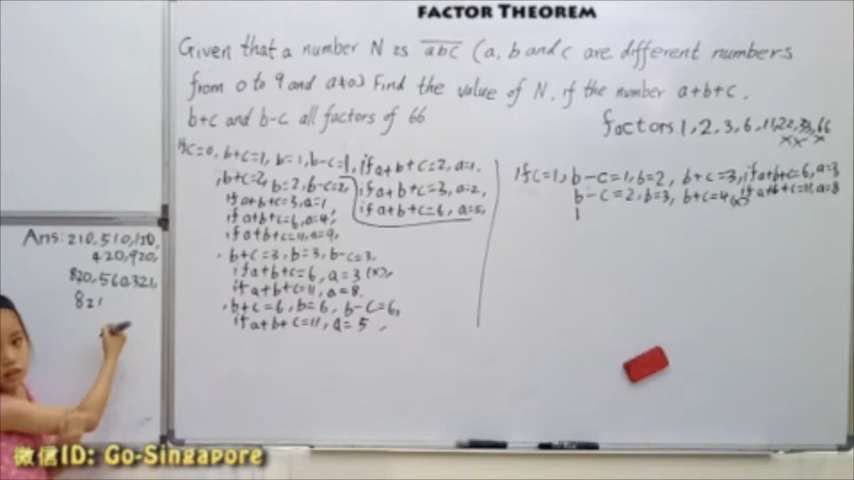 FACTOR THEOREM
Given that a number N is abc (a, b and c are different numbers
from 0 to 9 and a≠0) Find the value of N, if the number a+b+c,
b+c and b-c all factors of 66
factors 1, 2, 3, 6, 11, 22, 33, 66
× × ×
If c=0, b+c=1, b=1, b-c=1, if a+b+c=2, a=1,
if a+b+c=3, a=2,
if a+b+c=6, a=5,
, b+c=2, b=2, b-c=2,
if a+b+c=3, a=1
if a+b+c=6, a=4,
if a+b+c=11, a=9,
, b+c=3, b=3, b-c=3,
if a+b+c=6, a=3 (×),
if a+b+c=11, a=8.
, b+c=6, b=6, b-c=6,
if a+b+c=11, a=5,
If c=1, b-c=1, b=2, b+c=3, if a+b+c=6, a=3
if a+b+c=11, a=8
b-c=2, b=3, b+c=4(×)
Ans: 210, 510, 120,
420, 920,
820, 560, 321,
821
微信ID: Go-Singapore